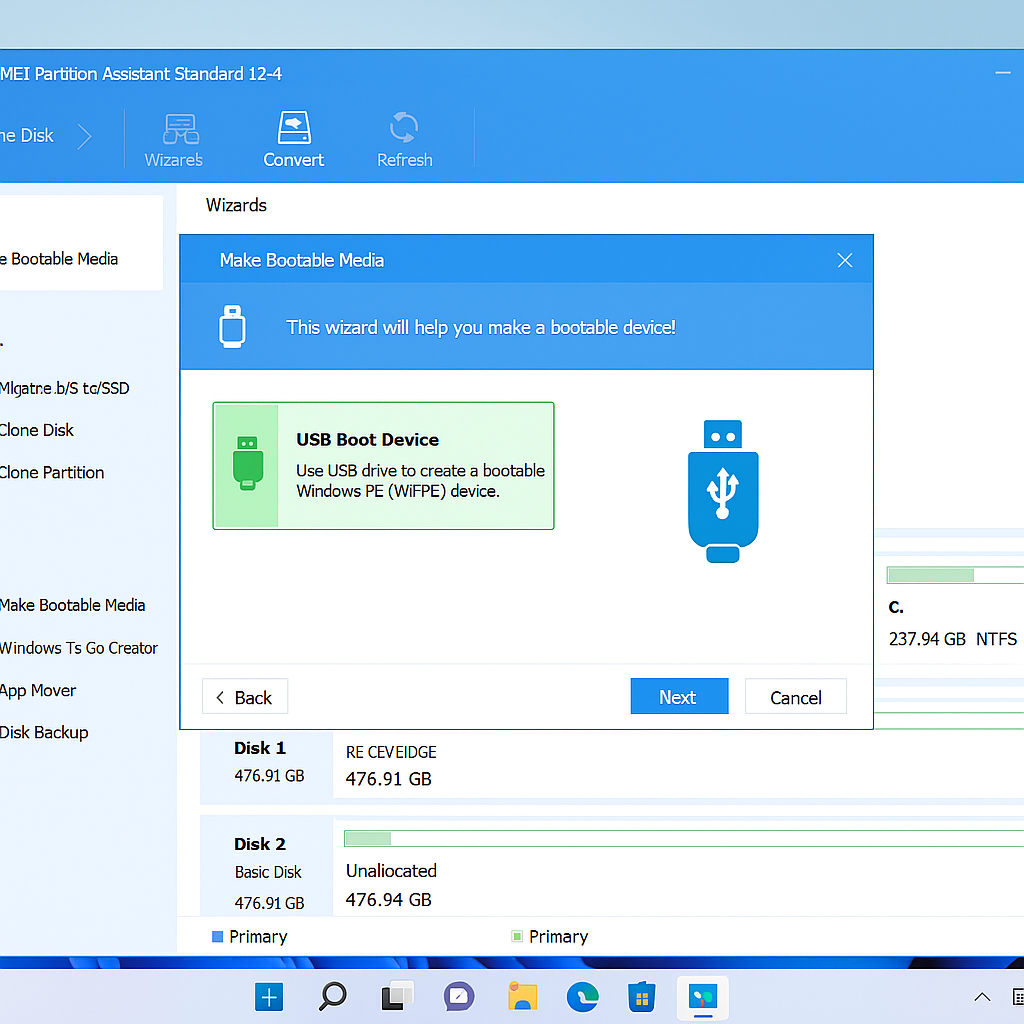 MEI Partition Assistant Standard 12-4
ne Disk
Wizarels
Convert
Refresh
e Bootable Media
Wizards
Make Bootable Media
This wizard will help you make a bootable device!
.
MlgatnE.b/S tc/SSD
Clone Disk
Clone Partition
USB Boot Device
Use USB drive to create a bootable
Windows PE (WiFPE) device.
Make Bootable Media
Windows Ts Go Creator
App Mover
Disk Backup
C.
237.94 GB NTFS
Back
Next
Cancel
Disk 1
476.91 GB
RE CEVEIDGE
476.91 GB
Disk 2
Basic Disk
476.91 GB
Unaliocated
476.94 GB
Primary
Primary